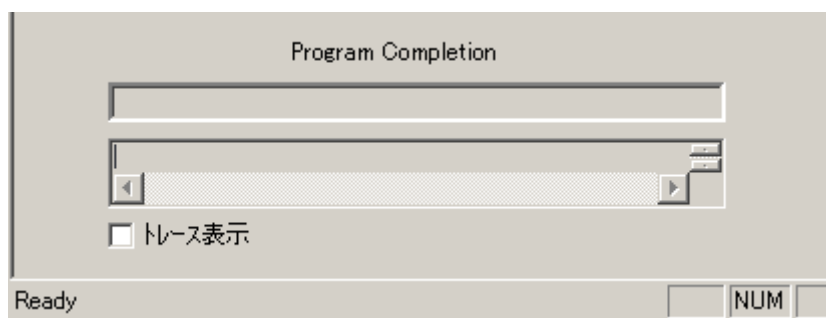 Program Completion
トレース表示
Ready
NUM